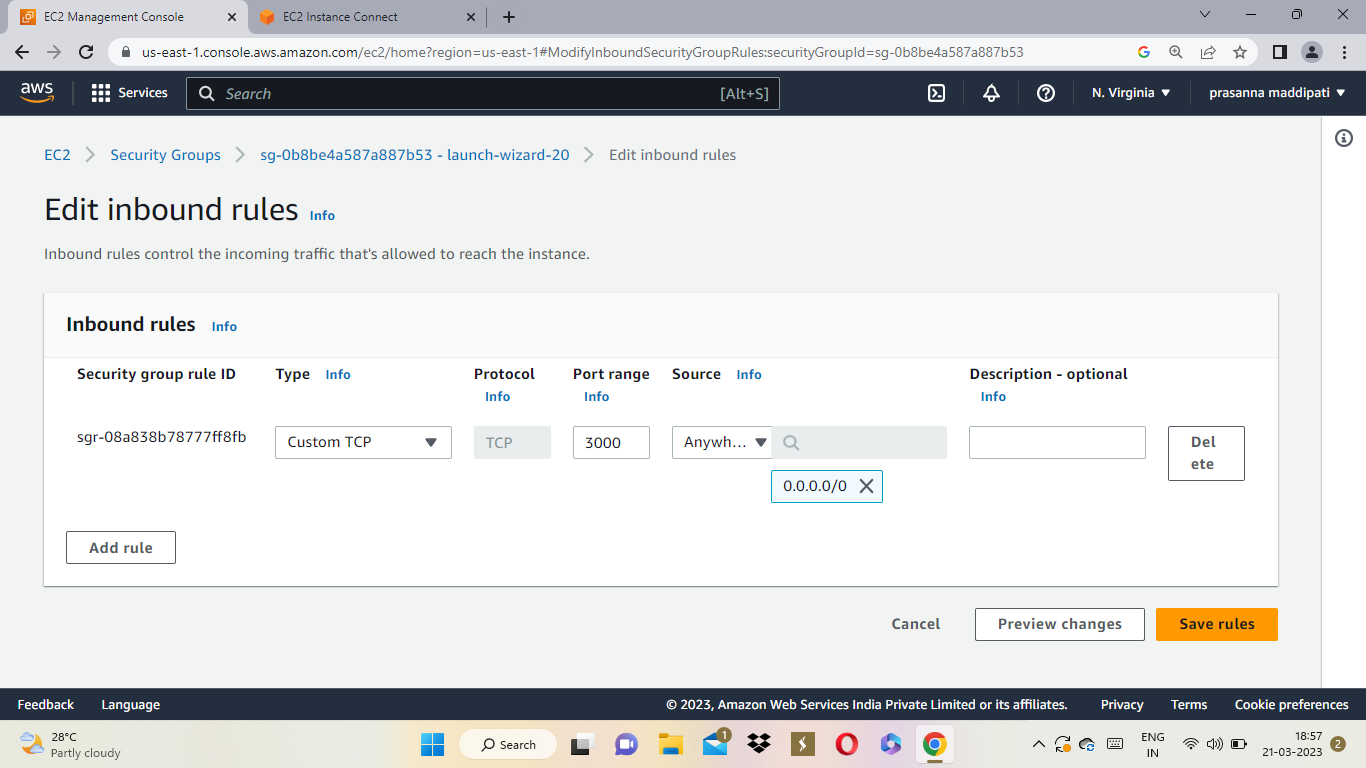 EC2 Management Console
EC2 Instance Connect
us-east-1.console.aws.amazon.com/ec2/home?region=us-east-1#ModifyInboundSecurityGroupRules:securityGroupId=sg-0b8be4a587a887b53
aws
Services
Search
[Alt+S]
N. Virginia
prasanna maddipati
EC2
Security Groups
sg-0b8be4a587a887b53 - launch-wizard-20
Edit inbound rules
Edit inbound rules Info
Inbound rules control the incoming traffic that's allowed to reach the instance.
Inbound rules Info
Security group rule ID
Type Info
Protocol
Info
Port range
Info
Source Info
Description - optional
Info
sgr-08a838b78777ff8fb
Custom TCP
TCP
3000
Anywh...
0.0.0.0/0
Del
ete
Add rule
Cancel
Preview changes
Save rules
Feedback
Language
© 2023, Amazon Web Services India Private Limited or its affiliates.
Privacy
Terms
Cookie preferences
28°C
Partly cloudy
Search
1
ENG
IN
18:57
21-03-2023
2